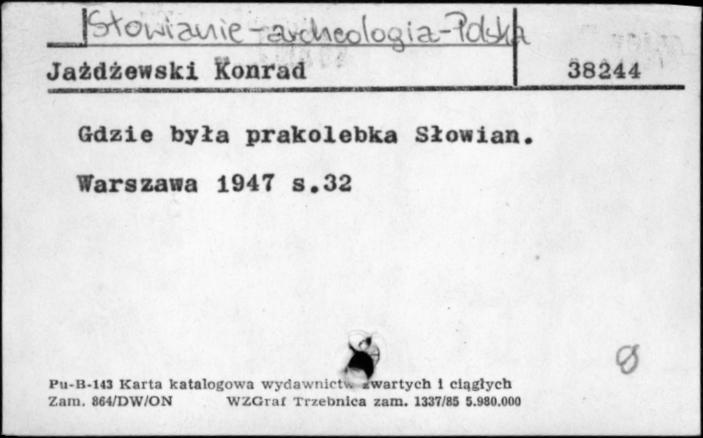 Słowianie-archeologia-Polska
Jażdżewski Konrad 38244
Gdzie była prakolebka Słowian.
Warszawa 1947 s.32
Pu-B-143 Karta katalogowa wydawnictw zwartych i ciągłych
Zam. 864/DW/ON WZGraf Trzebnica zam. 1337/85 5.980.000